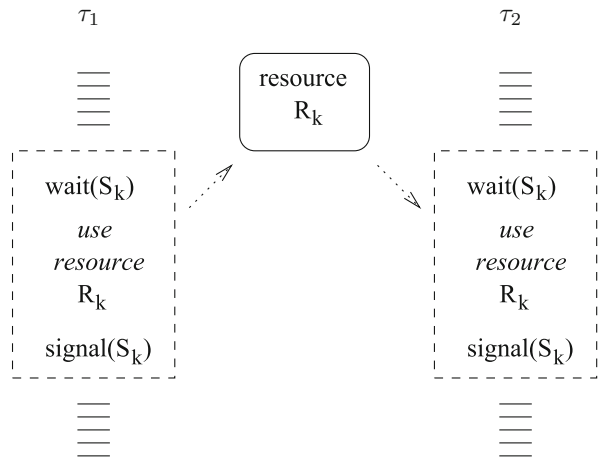 τ1
τ2
resource
Rk
wait(Sk)
use
resource
Rk
signal(Sk)
wait(Sk)
use
resource
Rk
signal(Sk)